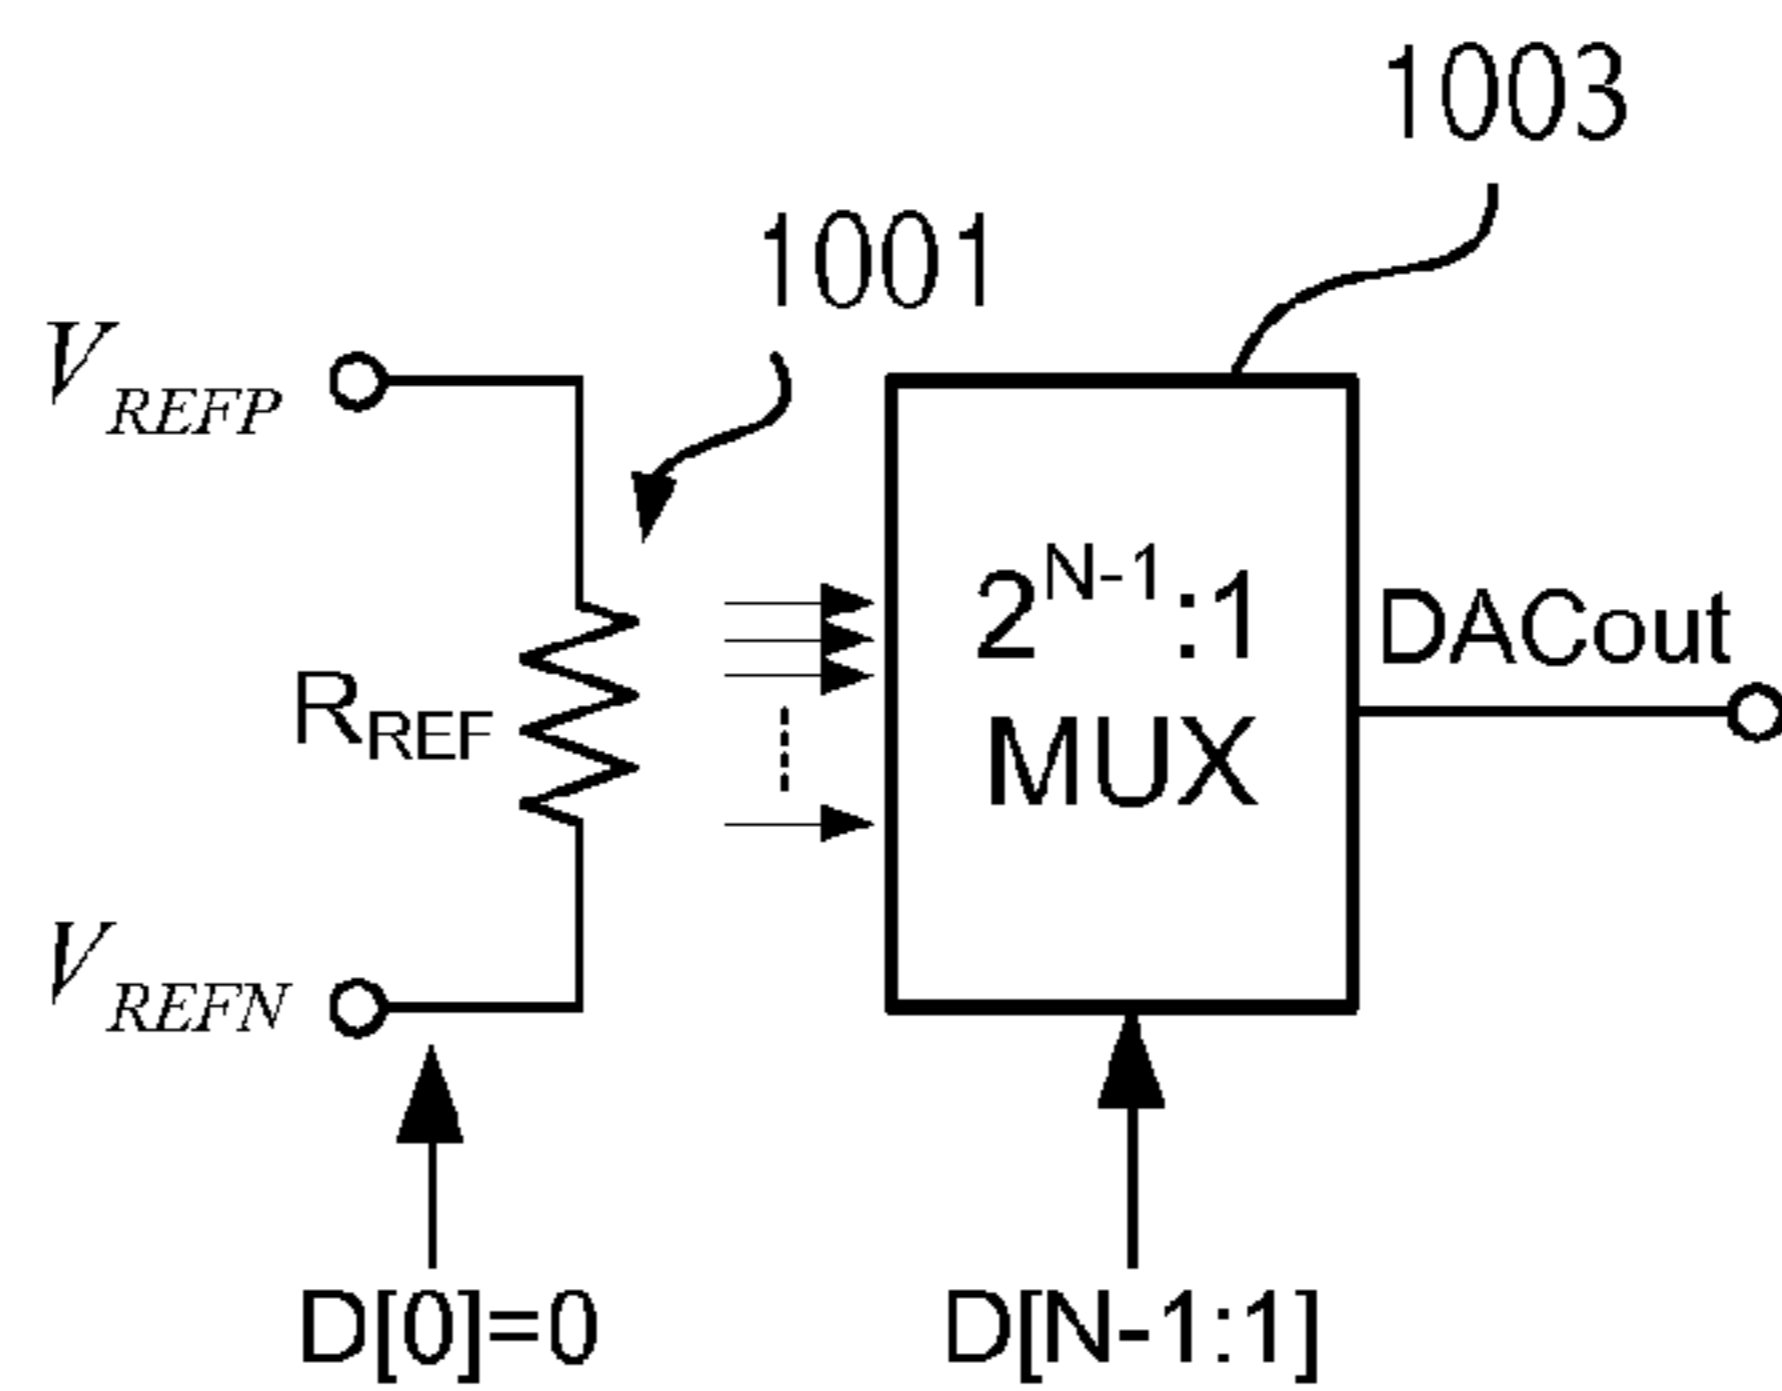 1003
1001
V_REFP
2^N-1:1
MUX
DACout
R_REF
V_REFN
D[0]=0
D[N-1:1]